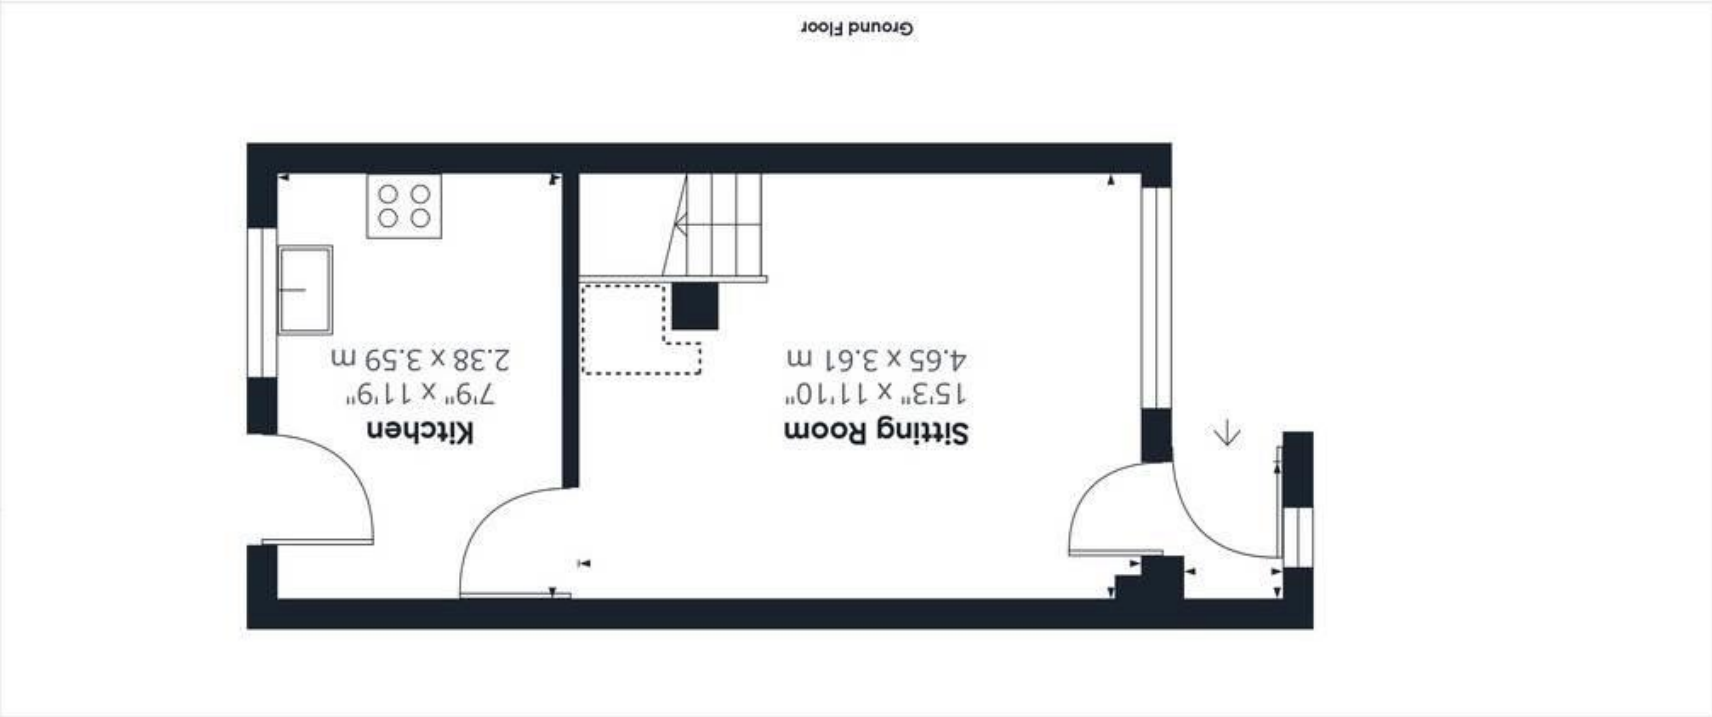 Kitchen
7'9" x 11'9"
2.38 x 3.59 m
Sitting Room
15'3" x 11'10"
4.65 x 3.61 m
Ground Floor